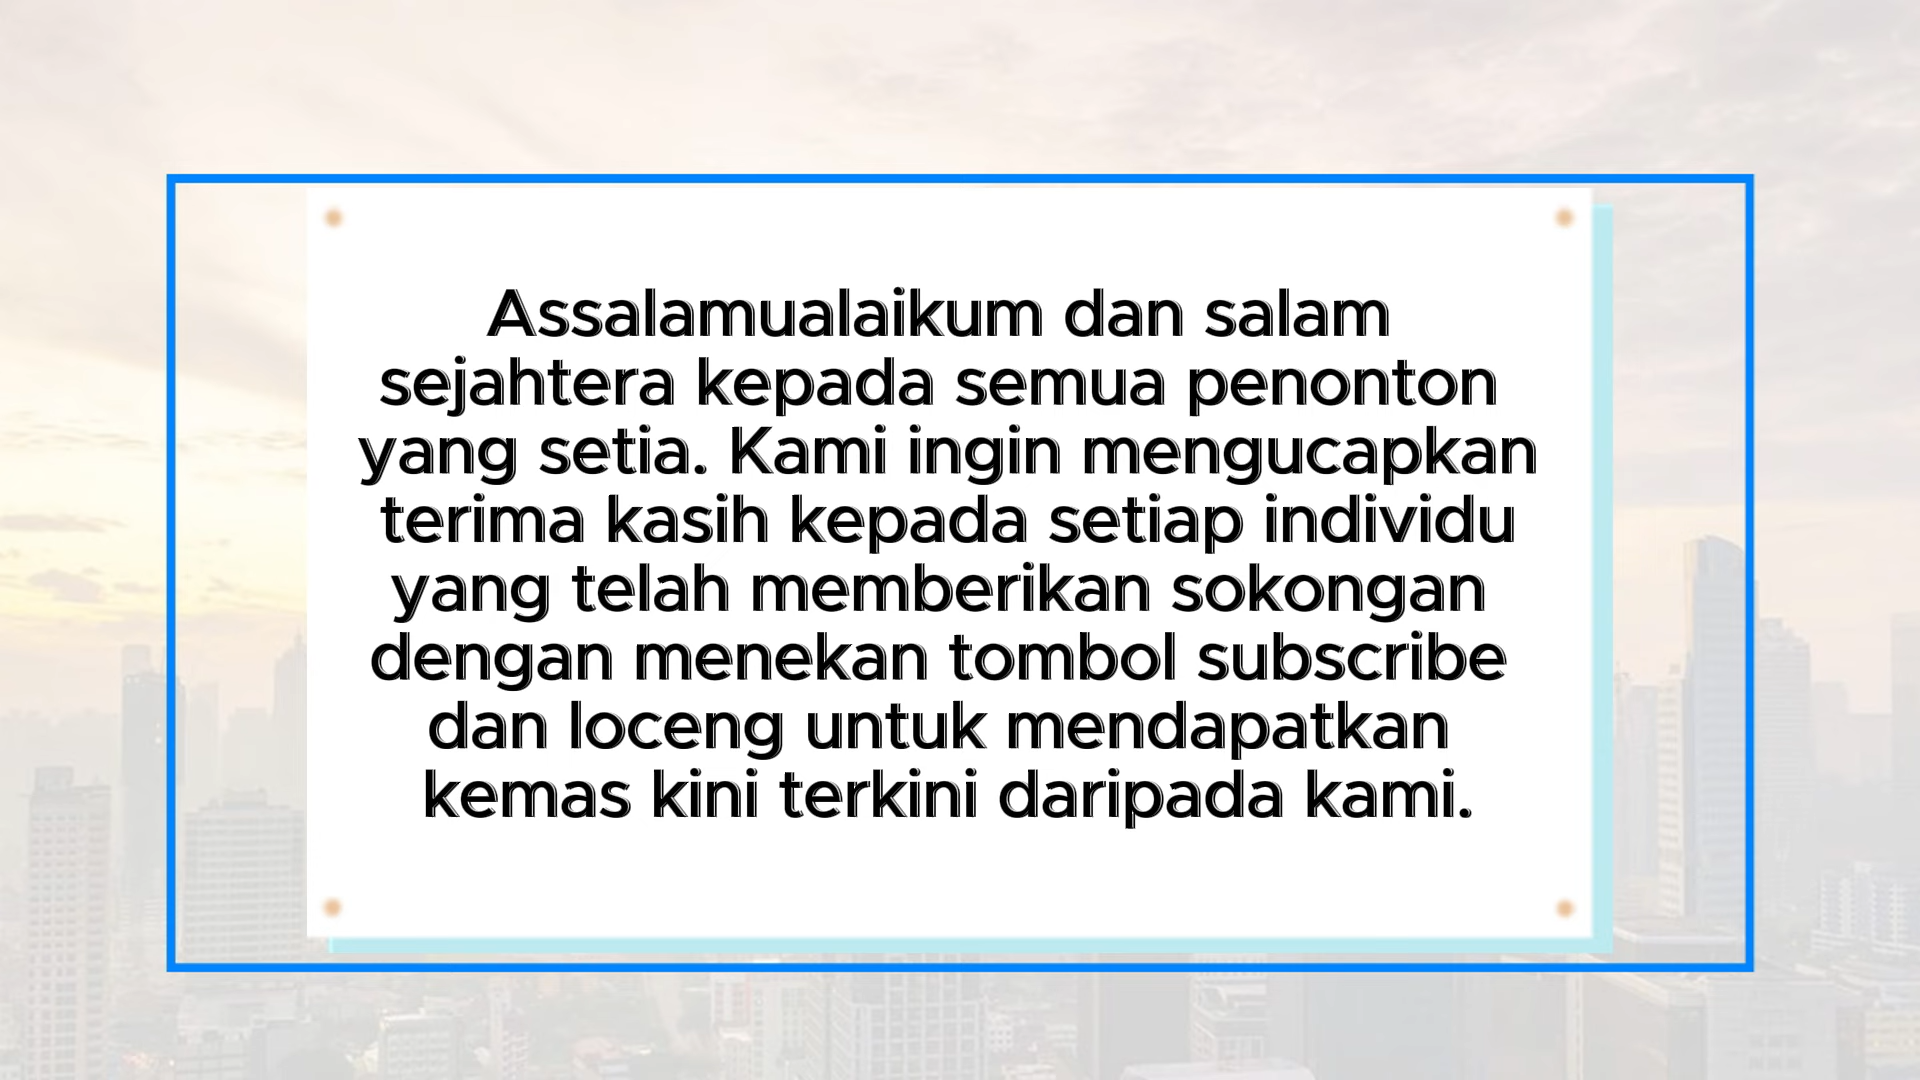 Assalamualaikum dan salam
sejahtera kepada semua penonton
yang setia. Kami ingin mengucapkan
terima kasih kepada setiap individu
yang telah memberikan sokongan
dengan menekan tombol subscribe
dan loceng untuk mendapatkan
kemas kini terkini daripada kami.